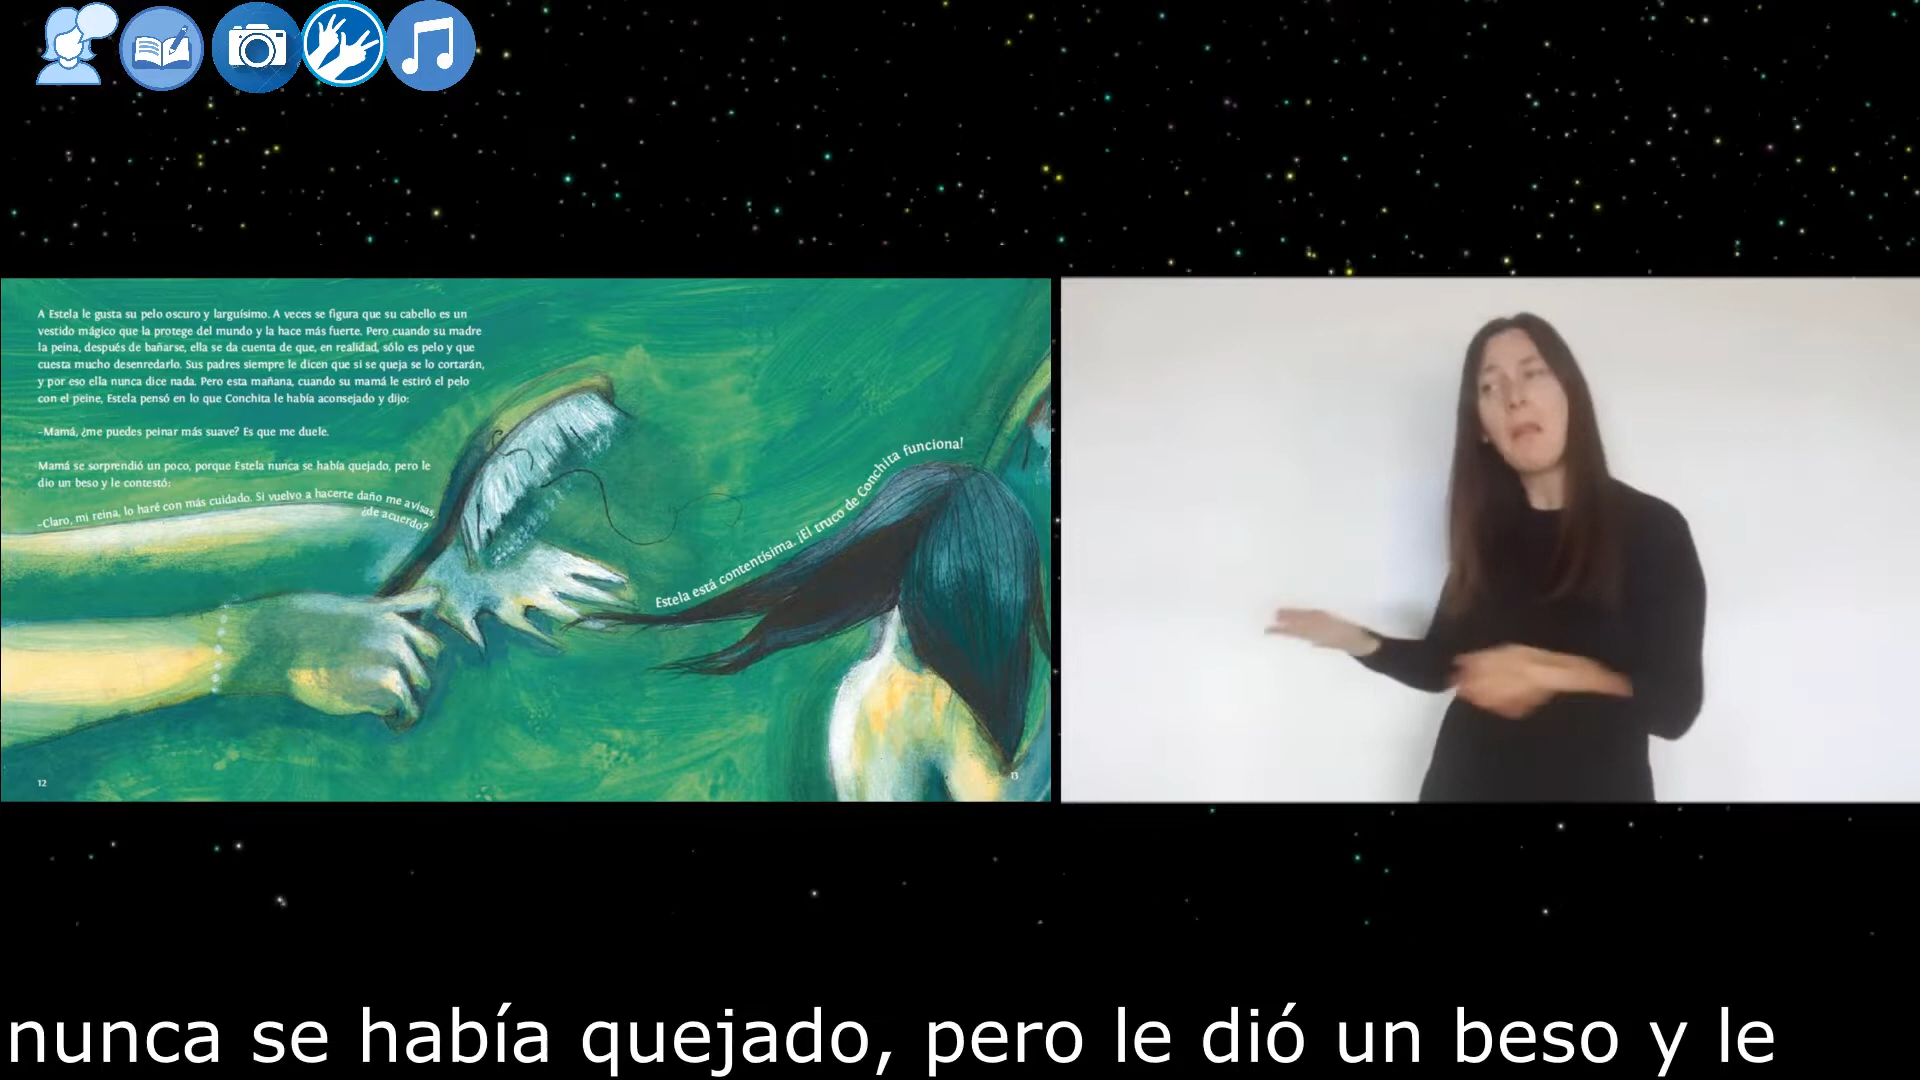 A Estela le gusta su pelo oscuro y larguísimo. A veces se figura que su cabello es un
vestido mágico que la protege del mundo y la hace más fuerte. Pero cuando su madre
la peina, después de bañarse, ella se da cuenta de que, en realidad, sólo es pelo y que
cuesta mucho desenredarlo. Sus padres siempre le dicen que si se queja se lo cortarán,
y por eso ella nunca dice nada. Pero esta mañana, cuando su mamá le estiró el pelo
con el peine, Estela pensó en lo que Conchita le había aconsejado y dijo:
–Mamá, ¿me puedes peinar más suave? Es que me duele.
Mamá se sorprendió un poco, porque Estela nunca se había quejado, pero le
dio un beso y le contestó:
–Claro, mi reina, lo haré con más cuidado. Si vuelvo a hacerte daño me avisas,
¿de acuerdo?
Estela está contentísima. ¡El truco de Conchita funciona!
12
13
nunca se había quejado, pero le dió un beso y le